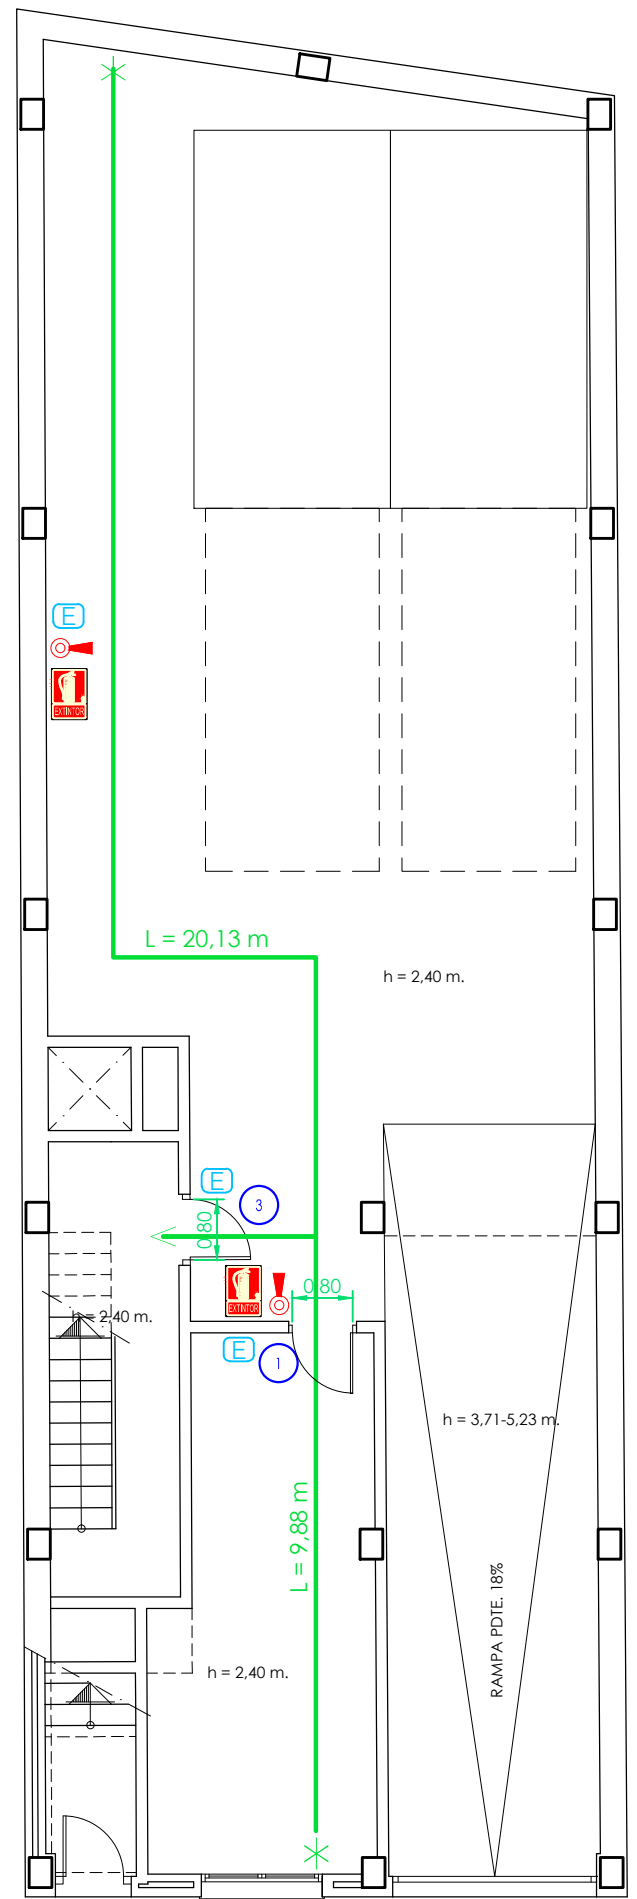 E
EXTINTOR
L = 20,13 m
h = 2,40 m.
E
3
0,80
EXTINTOR
0,80
h = 2,40 m.
E
1
h = 3,71-5,23 m.
L = 9,88 m
RAMPA PDTE. 18%
h = 2,40 m.